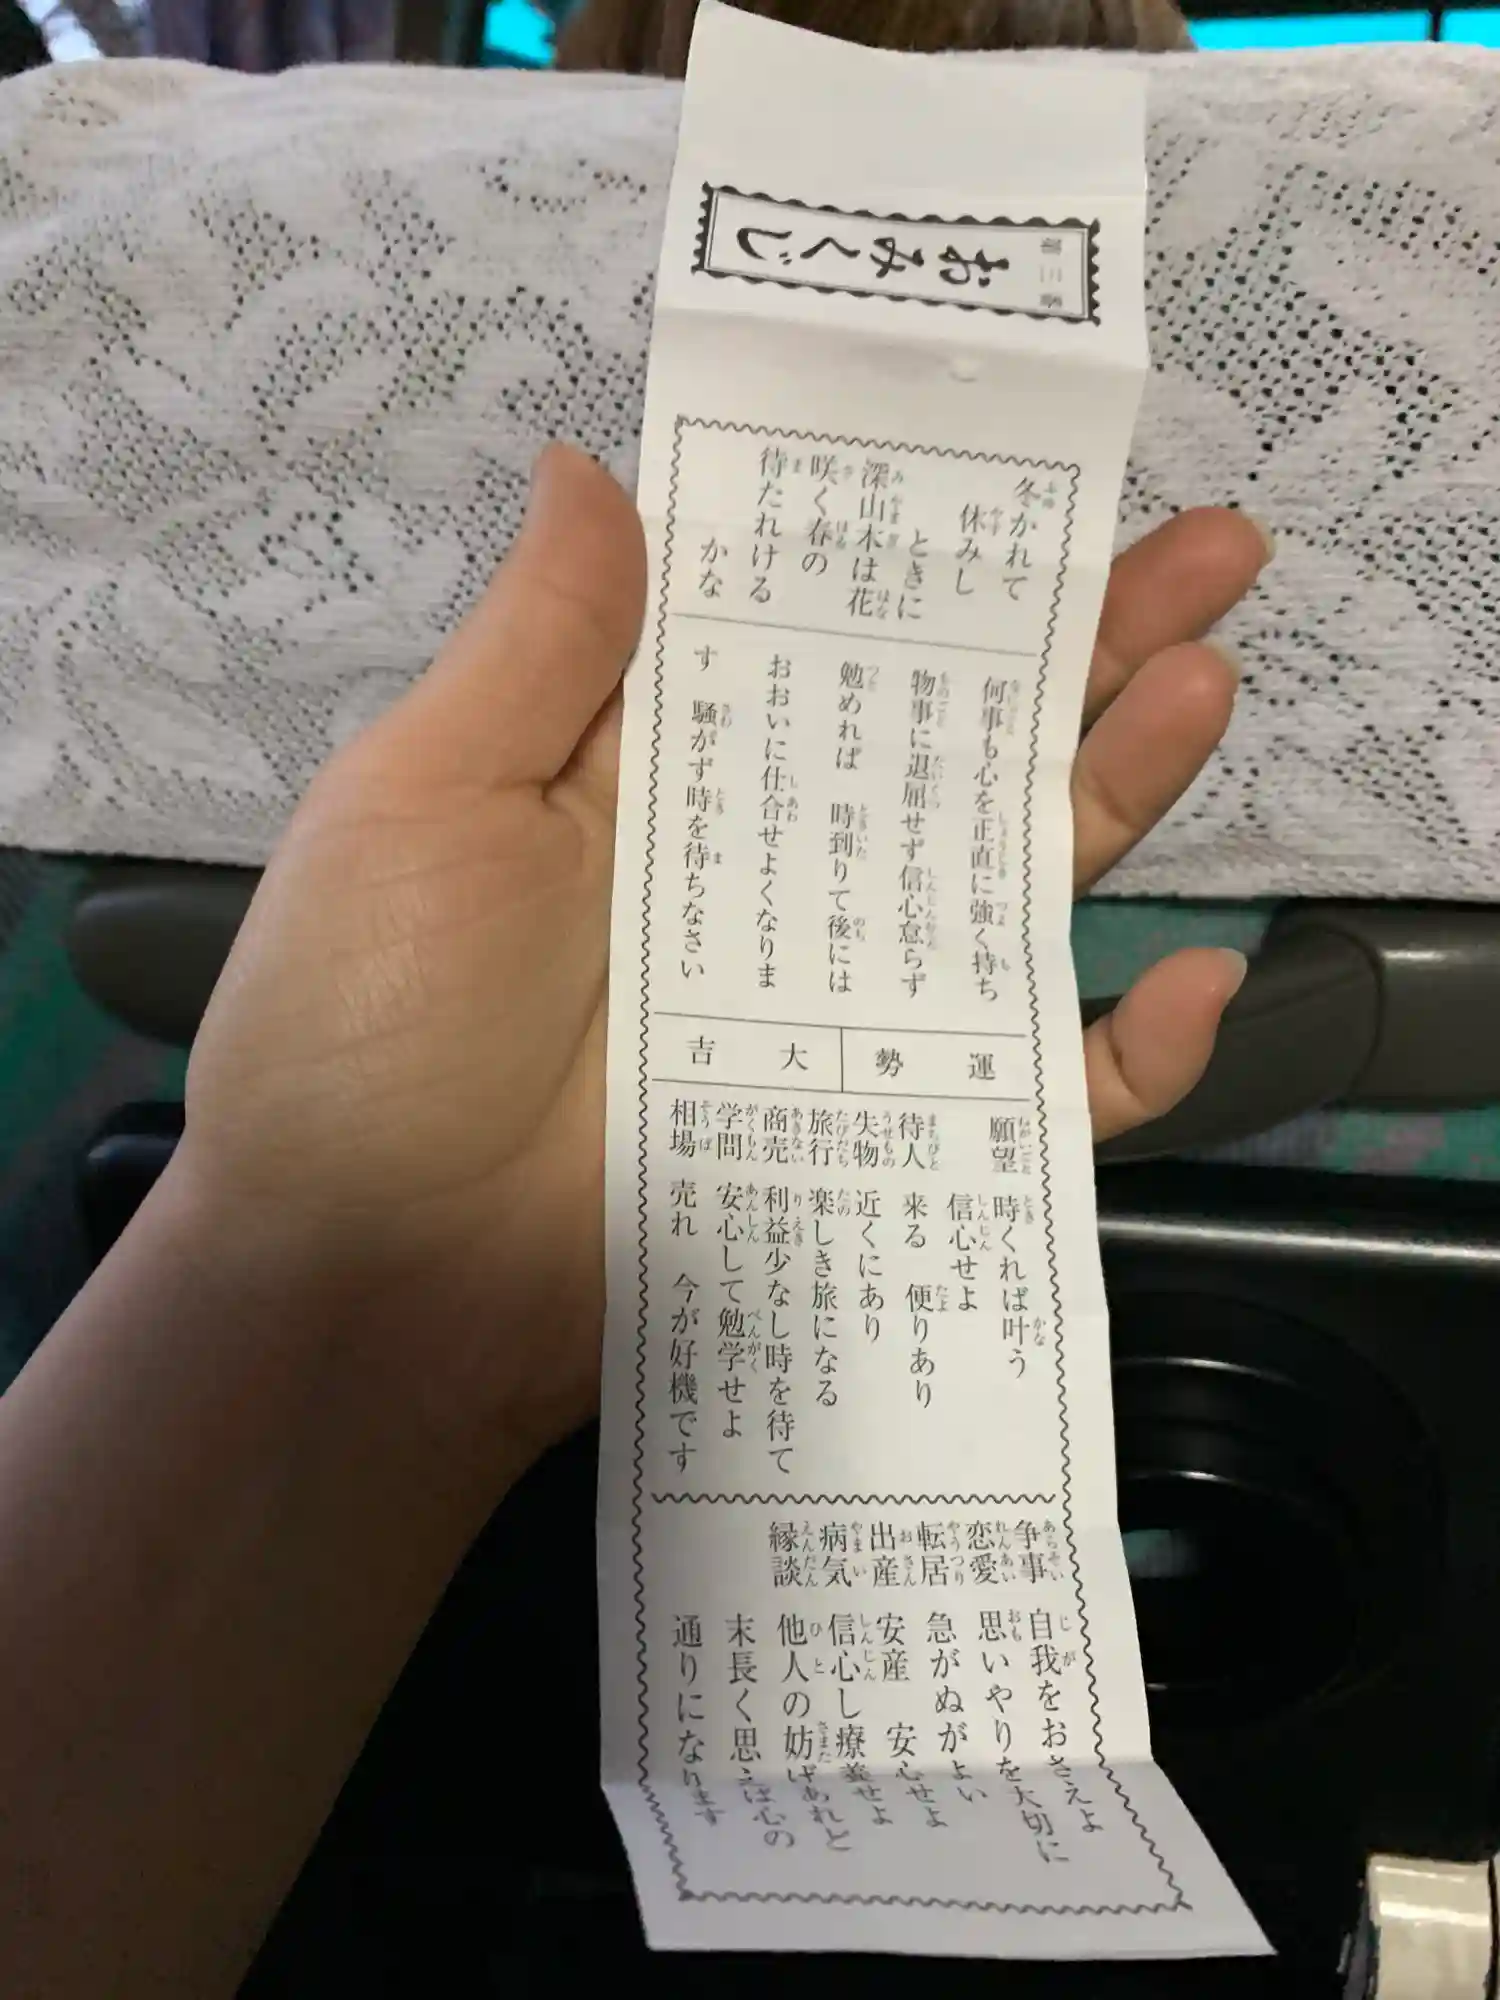 第三番
おみくじ
冬かれて
休みし
ときに
深山木は花
咲く春の
待たれける
かな
何事も心を正直に強く持ち
物事に退屈せず信心怠らず
勉めれば 時到りて後には
おおいに仕合せよくなりま
す 騒がず時を待ちなさい
運勢 大吉
願望 時くれば叶う
信心せよ
待人 来る 便りあり
失物 近くにあり
旅行 楽しき旅になる
商売 利益少なし時を待て
学問 安心して勉学せよ
相場 売れ 今が好機です
争事 自我をおさえよ
恋愛 思いやりを大切に
転居 急がぬがよい
出産 安産 安心せよ
病気 信心し療養せよ
縁談 他人の妨げあれど
末長く思えば心の
通りになります